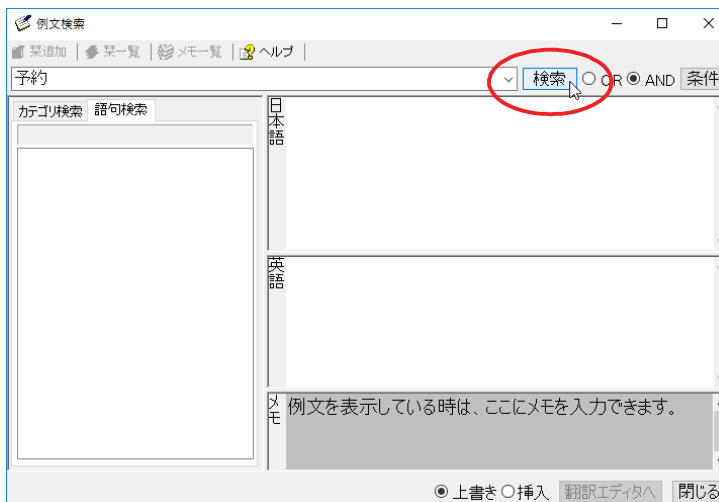 例文検索
栞追加 栞一覧 メモ一覧 ヘルプ
予約 検索 OR AND 条件
カテゴリ検索 語句検索
日本語
英語
メモ
例文を表示している時は、ここにメモを入力できます。
上書き 挿入 翻訳エディタへ 閉じる